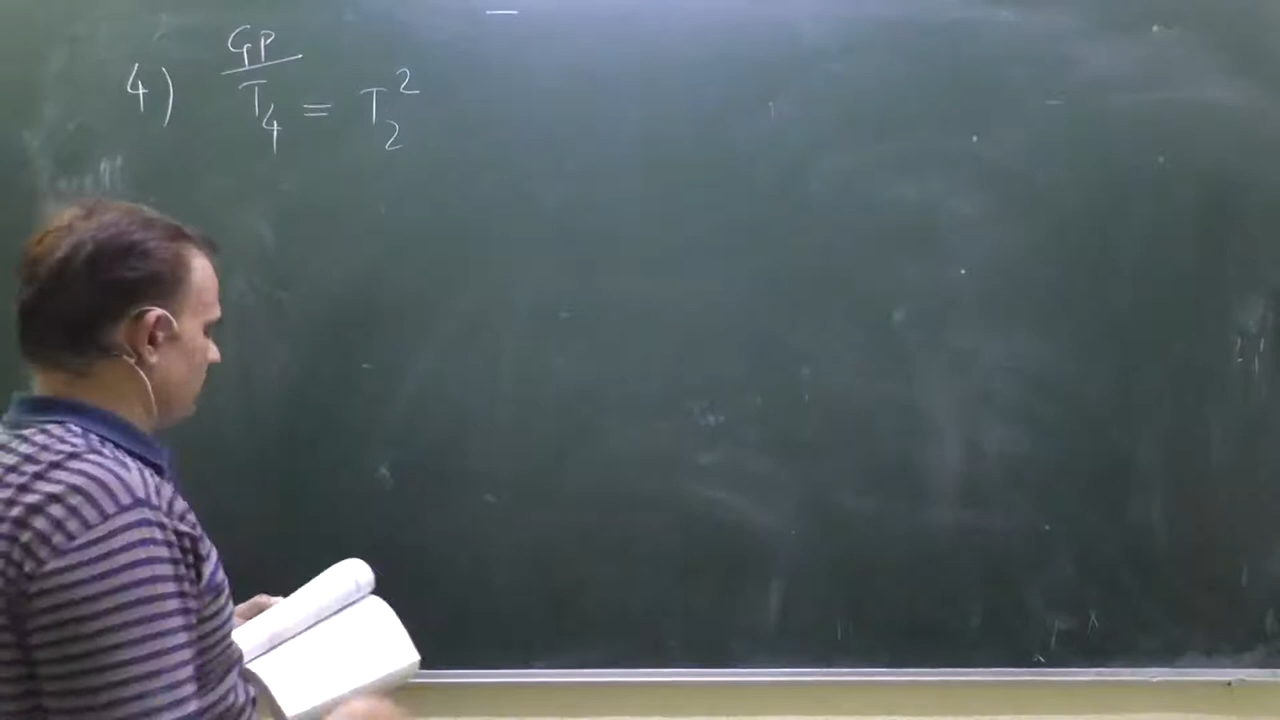 GP
4) T₄ = T₂²